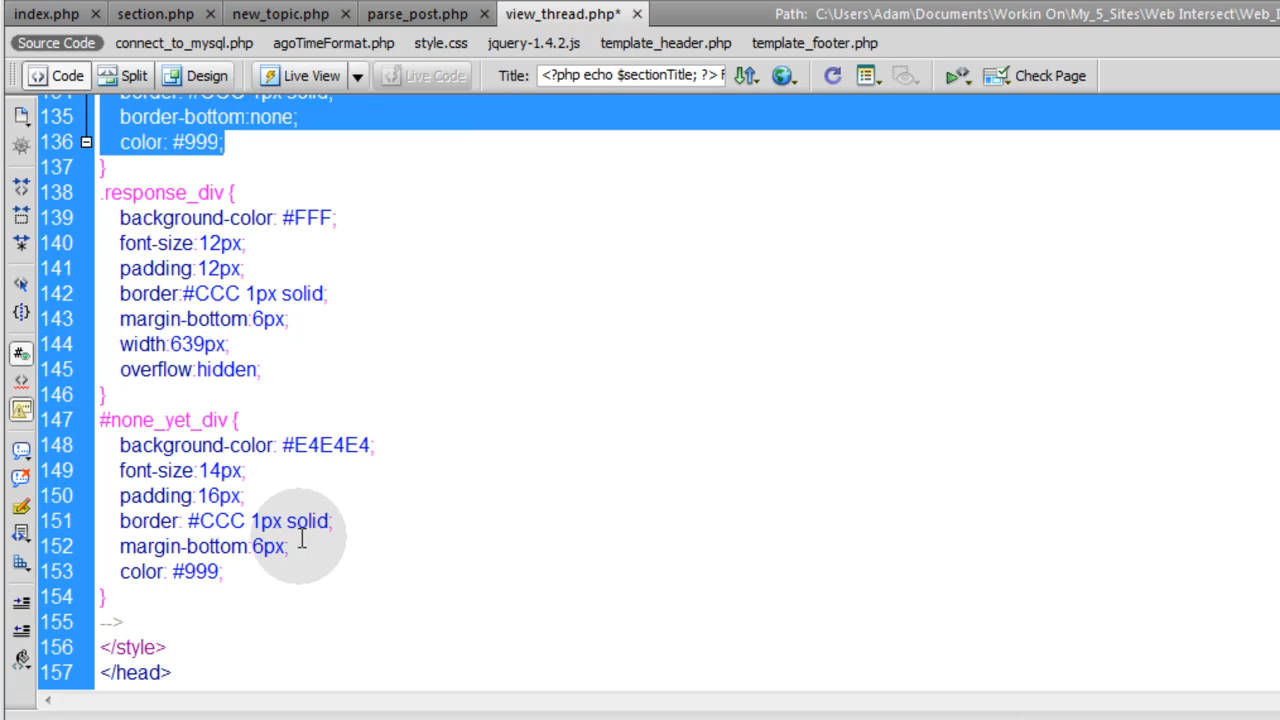 index.php × section.php × new_topic.php × parse_post.php × view_thread.php* × Path: C:\Users\Adam\Documents\Workin On\My_5_Sites\Web Intersect\Web_
Source Code connect_to_mysql.php agoTimeFormat.php style.css jquery-1.4.2.js template_header.php template_footer.php
Code Split Design Live View Live Code Title: <?php echo $sectionTitle; ?> Check Page
134 border: #CCC 1px solid;
135 border-bottom:none;
136 color: #999;
137 }
138 .response_div {
139 background-color: #FFF;
140 font-size:12px;
141 padding:12px;
142 border:#CCC 1px solid;
143 margin-bottom:6px;
144 width:639px;
145 overflow:hidden;
146 }
147 #none_yet_div {
148 background-color: #E4E4E4;
149 font-size:14px;
150 padding:16px;
151 border: #CCC 1px solid;
152 margin-bottom:6px;
153 color: #999;
154 }
155 -->
156 </style>
157 </head>